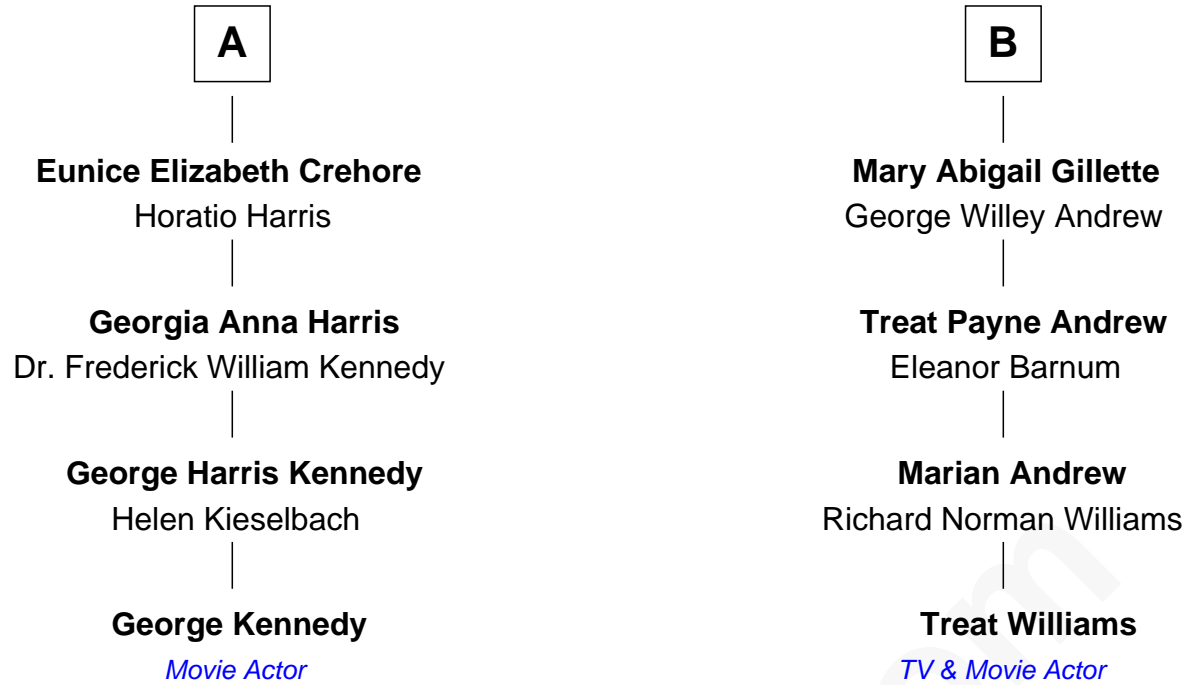 A
Eunice Elizabeth Crehore
Horatio Harris
Georgia Anna Harris
Dr. Frederick William Kennedy
George Harris Kennedy
Helen Kieselbach
George Kennedy
Movie Actor
B
Mary Abigail Gillette
George Willey Andrew
Treat Payne Andrew
Eleanor Barnum
Marian Andrew
Richard Norman Williams
Treat Williams
TV & Movie Actor